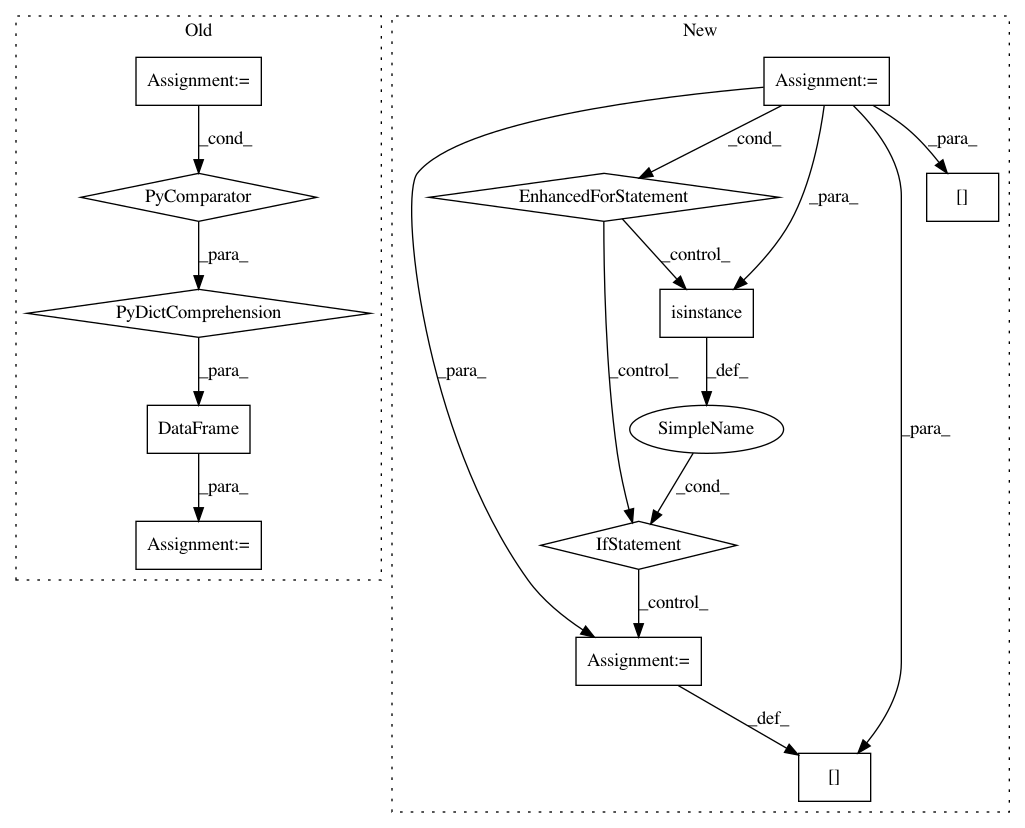 Old
New
Assignment:=
Assignment:=
_cond_
_cond_
_para_
PyComparator
EnhancedForStatement
[]
_para_
_para_
_control_
PyDictComprehension
isinstance
_para_
_para_
_control_
_def_
DataFrame
SimpleName
_para_
_para_
_cond_
Assignment:=
IfStatement
_control_
Assignment:=
_def_
[]